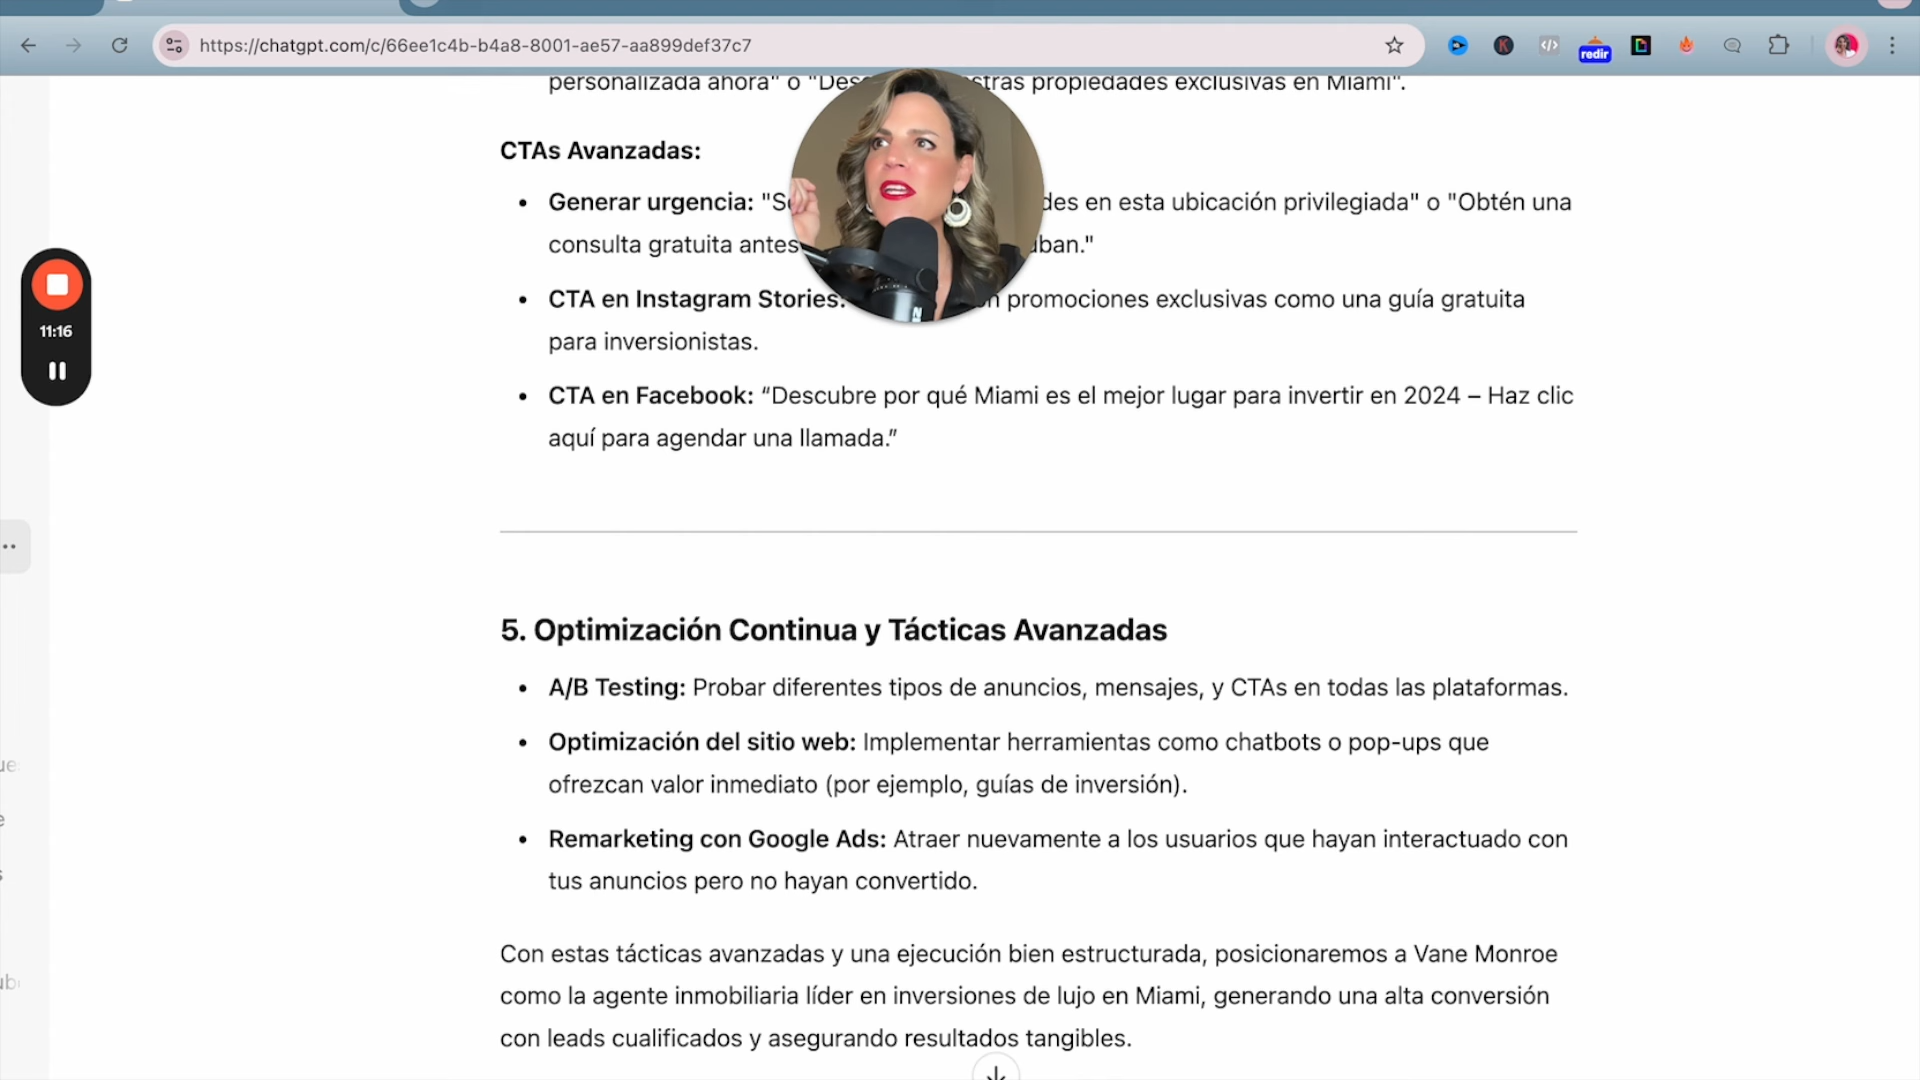 https://chatgpt.com/c/66ee1c4b-b4a8-8001-ae57-aa899def37c7
redir
personalizada ahora" o "Des stras propiedades exclusivas en Miami".
CTAs Avanzadas:
• Generar urgencia: "S des en esta ubicación privilegiada" o "Obtén una
consulta gratuita antes ban."
11:16
• CTA en Instagram Stories: promociones exclusivas como una guía gratuita
para inversionistas.
• CTA en Facebook: “Descubre por qué Miami es el mejor lugar para invertir en 2024 – Haz clic
aquí para agendar una llamada.”
5. Optimización Continua y Tácticas Avanzadas
• A/B Testing: Probar diferentes tipos de anuncios, mensajes, y CTAs en todas las plataformas.
• Optimización del sitio web: Implementar herramientas como chatbots o pop-ups que
ofrezcan valor inmediato (por ejemplo, guías de inversión).
• Remarketing con Google Ads: Atraer nuevamente a los usuarios que hayan interactuado con
tus anuncios pero no hayan convertido.
Con estas tácticas avanzadas y una ejecución bien estructurada, posicionaremos a Vane Monroe
como la agente inmobiliaria líder en inversiones de lujo en Miami, generando una alta conversión
con leads cualificados y asegurando resultados tangibles.